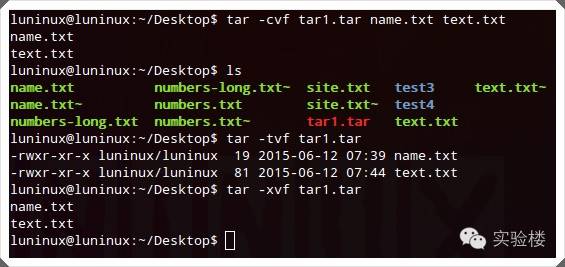 luninux@luninux:~/Desktop$ tar -cvf tar1.tar name.txt text.txt
name.txt
text.txt
luninux@luninux:~/Desktop$ ls
name.txt numbers-long.txt~ site.txt test3 text.txt~
name.txt~ numbers.txt site.txt~ test4
numbers-long.txt numbers.txt~ tar1.tar text.txt
luninux@luninux:~/Desktop$ tar -tvf tar1.tar
-rwxr-xr-x luninux/luninux 19 2015-06-12 07:39 name.txt
-rwxr-xr-x luninux/luninux 81 2015-06-12 07:44 text.txt
luninux@luninux:~/Desktop$ tar -xvf tar1.tar
name.txt
text.txt
luninux@luninux:~/Desktop$
实验楼